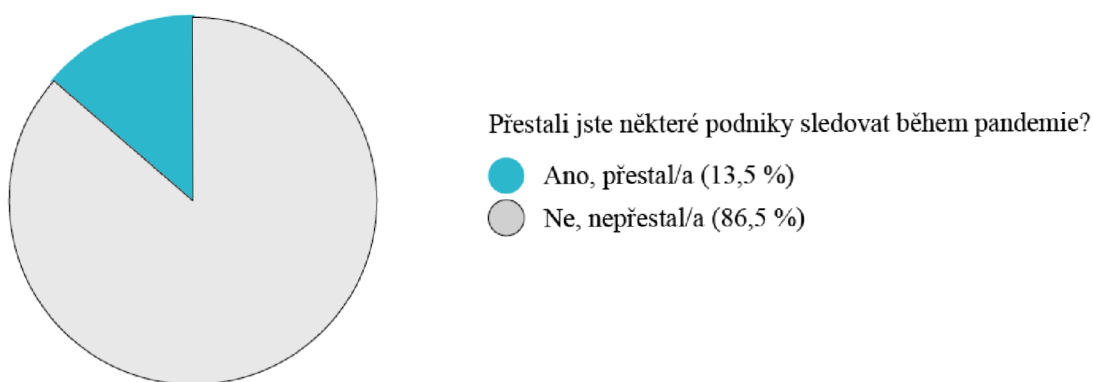 Přestali jste některé podniky sledovat během pandemie?
Ano, přestal/a (13,5 %)
Ne, nepřestal/a (86,5 %)